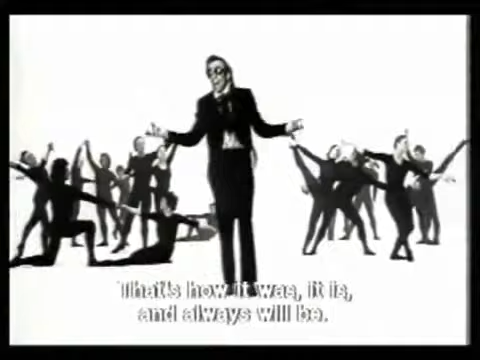 That's how it was, it is,
and always will be.